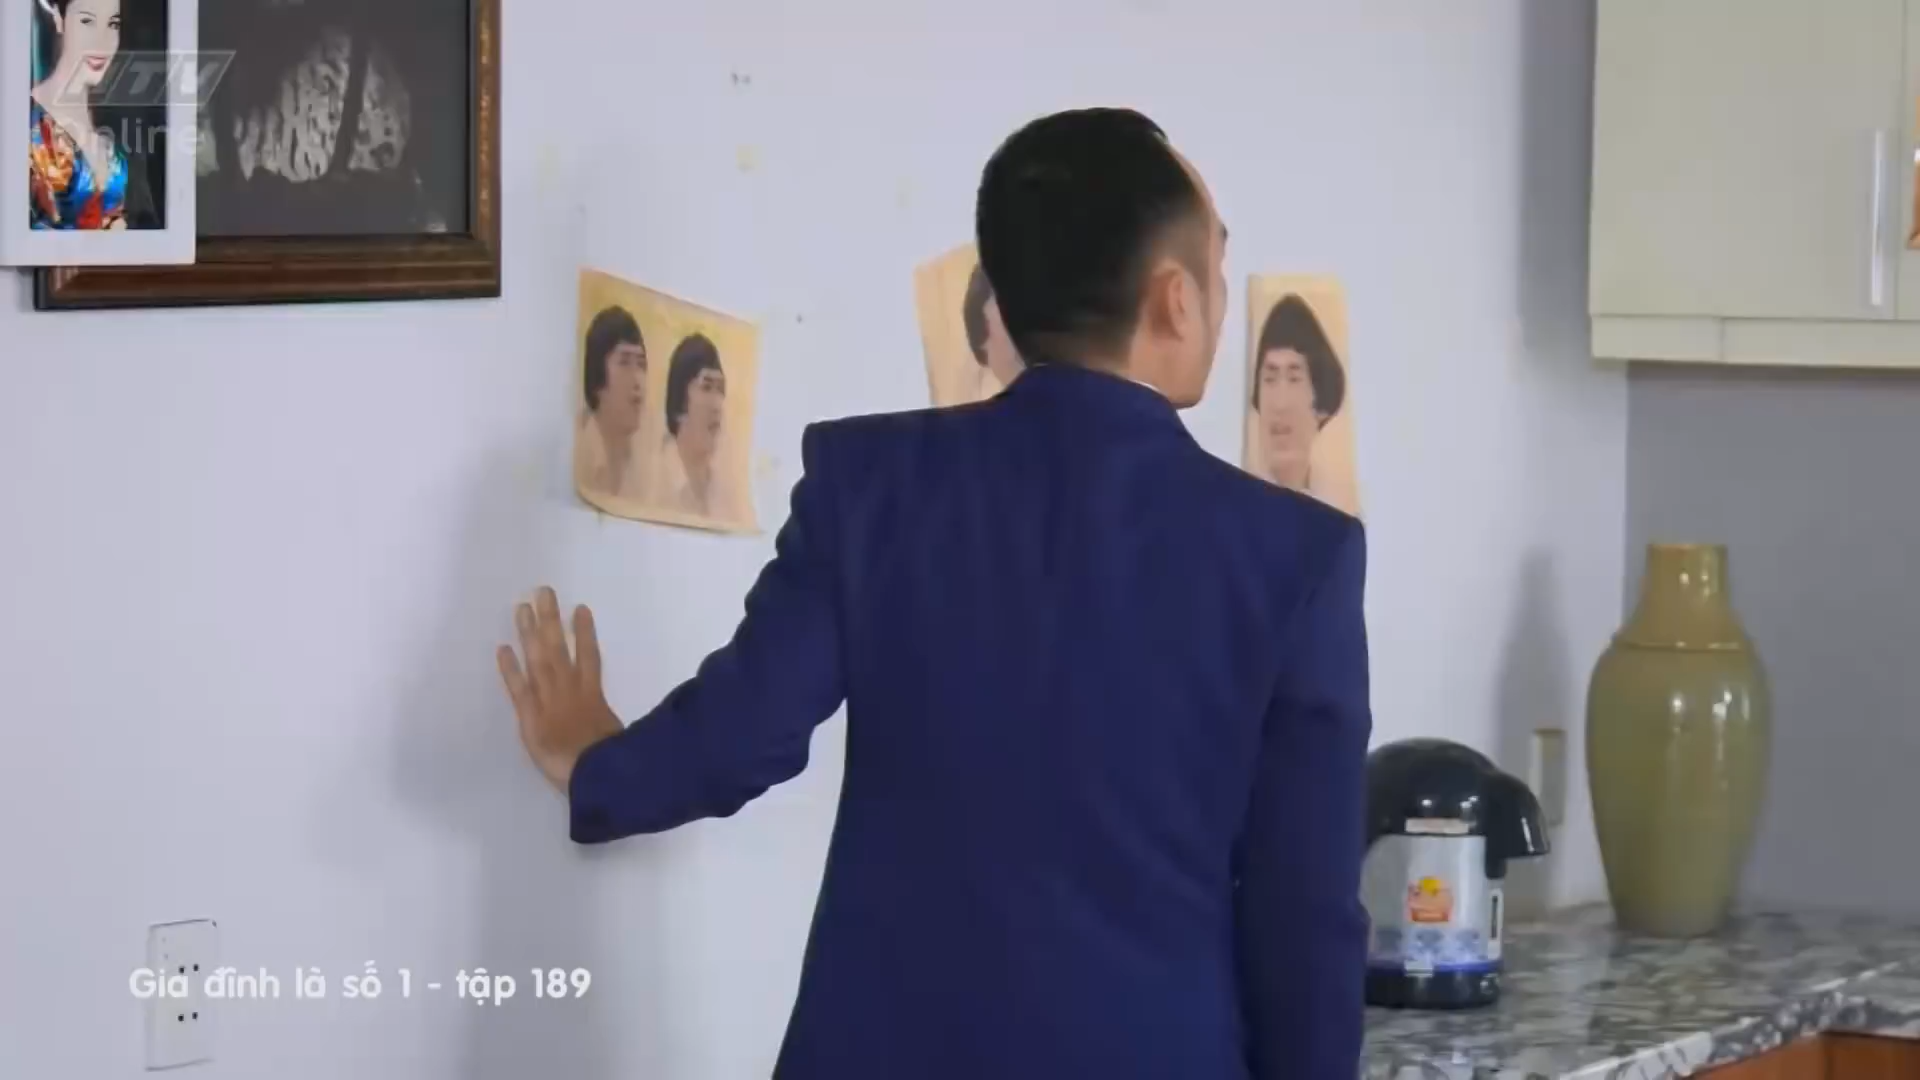 HTV
Online
Gia đình là số 1 - tập 189